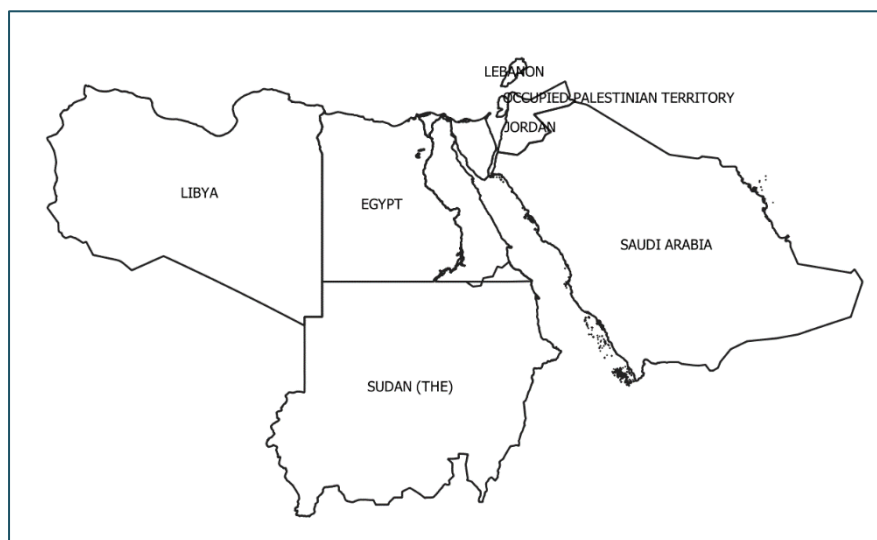 LEBANON
OCCUPIED PALESTINIAN TERRITORY
JORDAN
LIBYA
EGYPT
SAUDI ARABIA
SUDAN (THE)